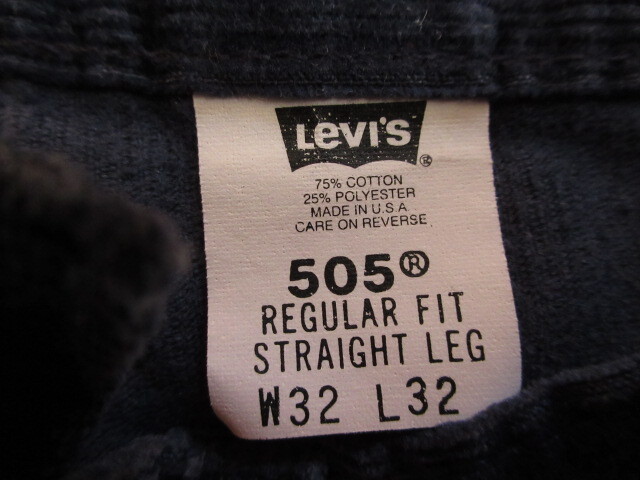 LEVI'S ®
75% COTTON
25% POLYESTER
MADE IN U.S.A
CARE ON REVERSE
505®
REGULAR FIT
STRAIGHT LEG
W32 L32